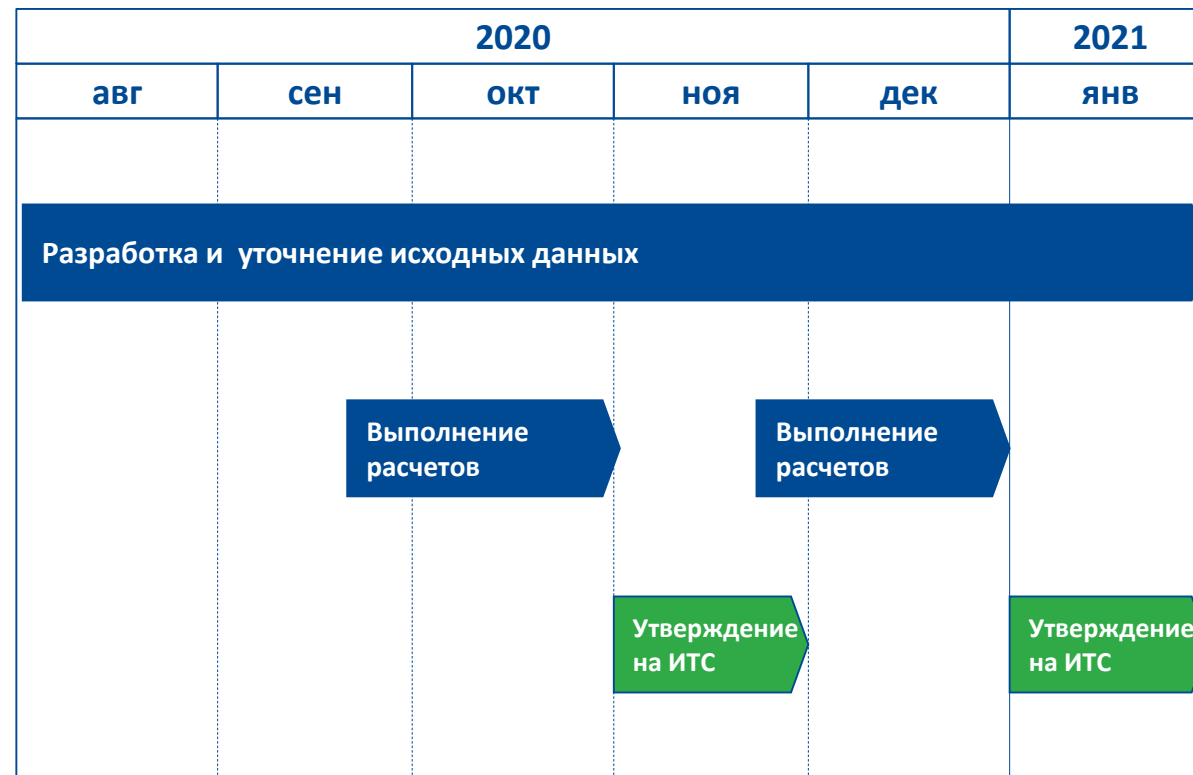 2020 2021
авг сен окт ноя дек янв
Разработка и уточнение исходных данных
Выполнение
расчетов
Выполнение
расчетов
Утверждение
на ИТС
Утверждение
на ИТС